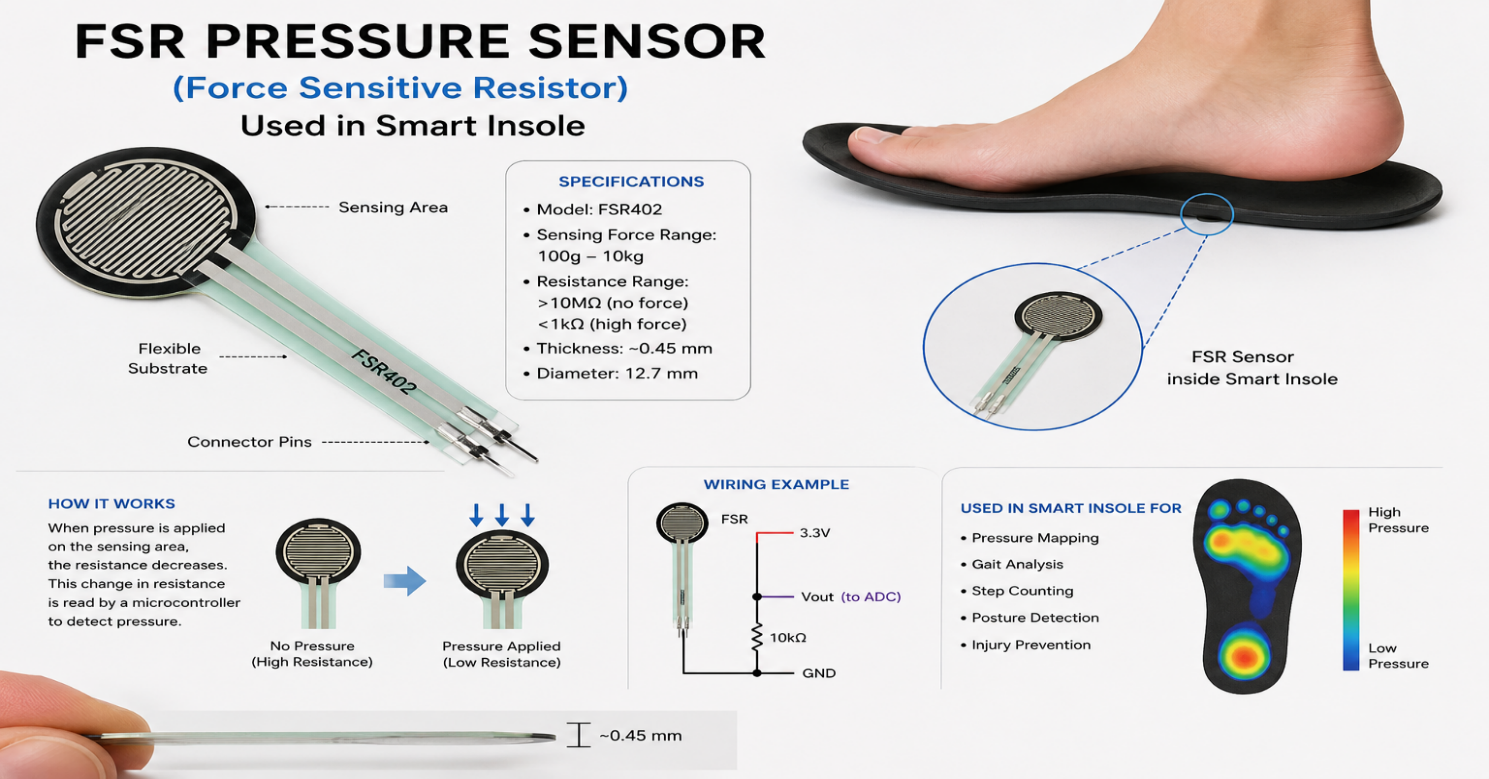 FSR PRESSURE SENSOR
(Force Sensitive Resistor)
Used in Smart Insole
Sensing Area
Flexible
Substrate
FSR402
Connector Pins
SPECIFICATIONS
• Model: FSR402
• Sensing Force Range:
100g – 10kg
• Resistance Range:
>10MΩ (no force)
<1kΩ (high force)
• Thickness: ~0.45 mm
• Diameter: 12.7 mm
FSR Sensor
inside Smart Insole
HOW IT WORKS
When pressure is applied
on the sensing area,
the resistance decreases.
This change in resistance
is read by a microcontroller
to detect pressure.
No Pressure
(High Resistance)
Pressure Applied
(Low Resistance)
WIRING EXAMPLE
FSR
3.3V
Vout (to ADC)
10kΩ
GND
USED IN SMART INSOLE FOR
• Pressure Mapping
• Gait Analysis
• Step Counting
• Posture Detection
• Injury Prevention
High
Pressure
Low
Pressure
~0.45 mm